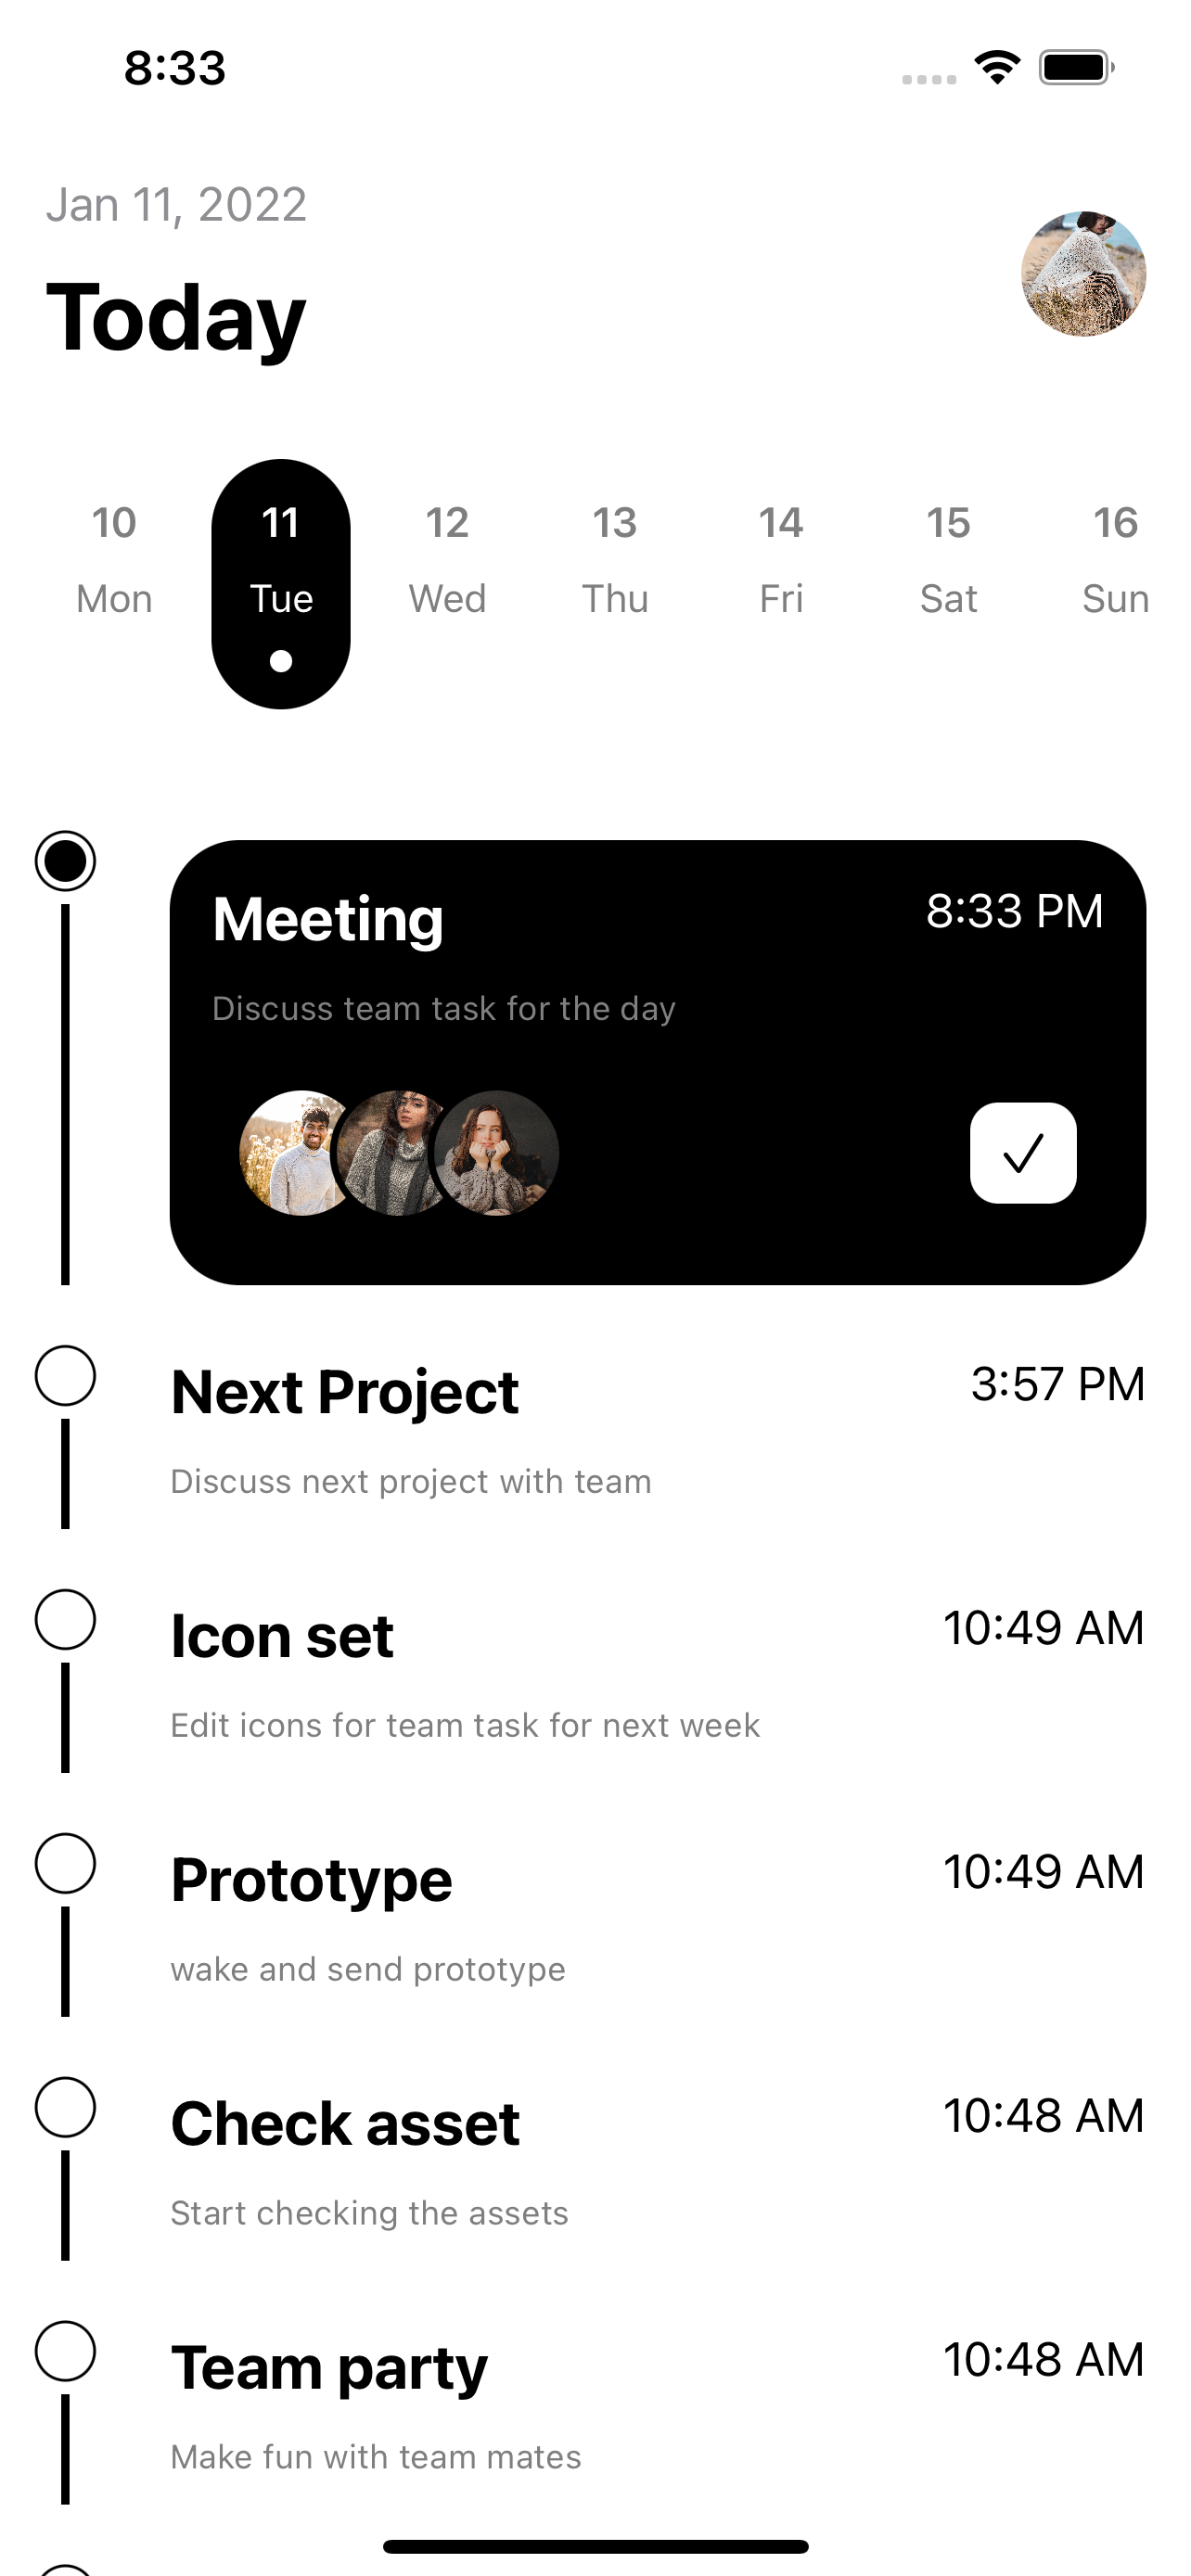 8:33
Jan 11, 2022
Today
10 11 12 13 14 15 16
Mon Tue Wed Thu Fri Sat Sun
Meeting 8:33 PM
Discuss team task for the day
Next Project 3:57 PM
Discuss next project with team
Icon set 10:49 AM
Edit icons for team task for next week
Prototype 10:49 AM
wake and send prototype
Check asset 10:48 AM
Start checking the assets
Team party 10:48 AM
Make fun with team mates